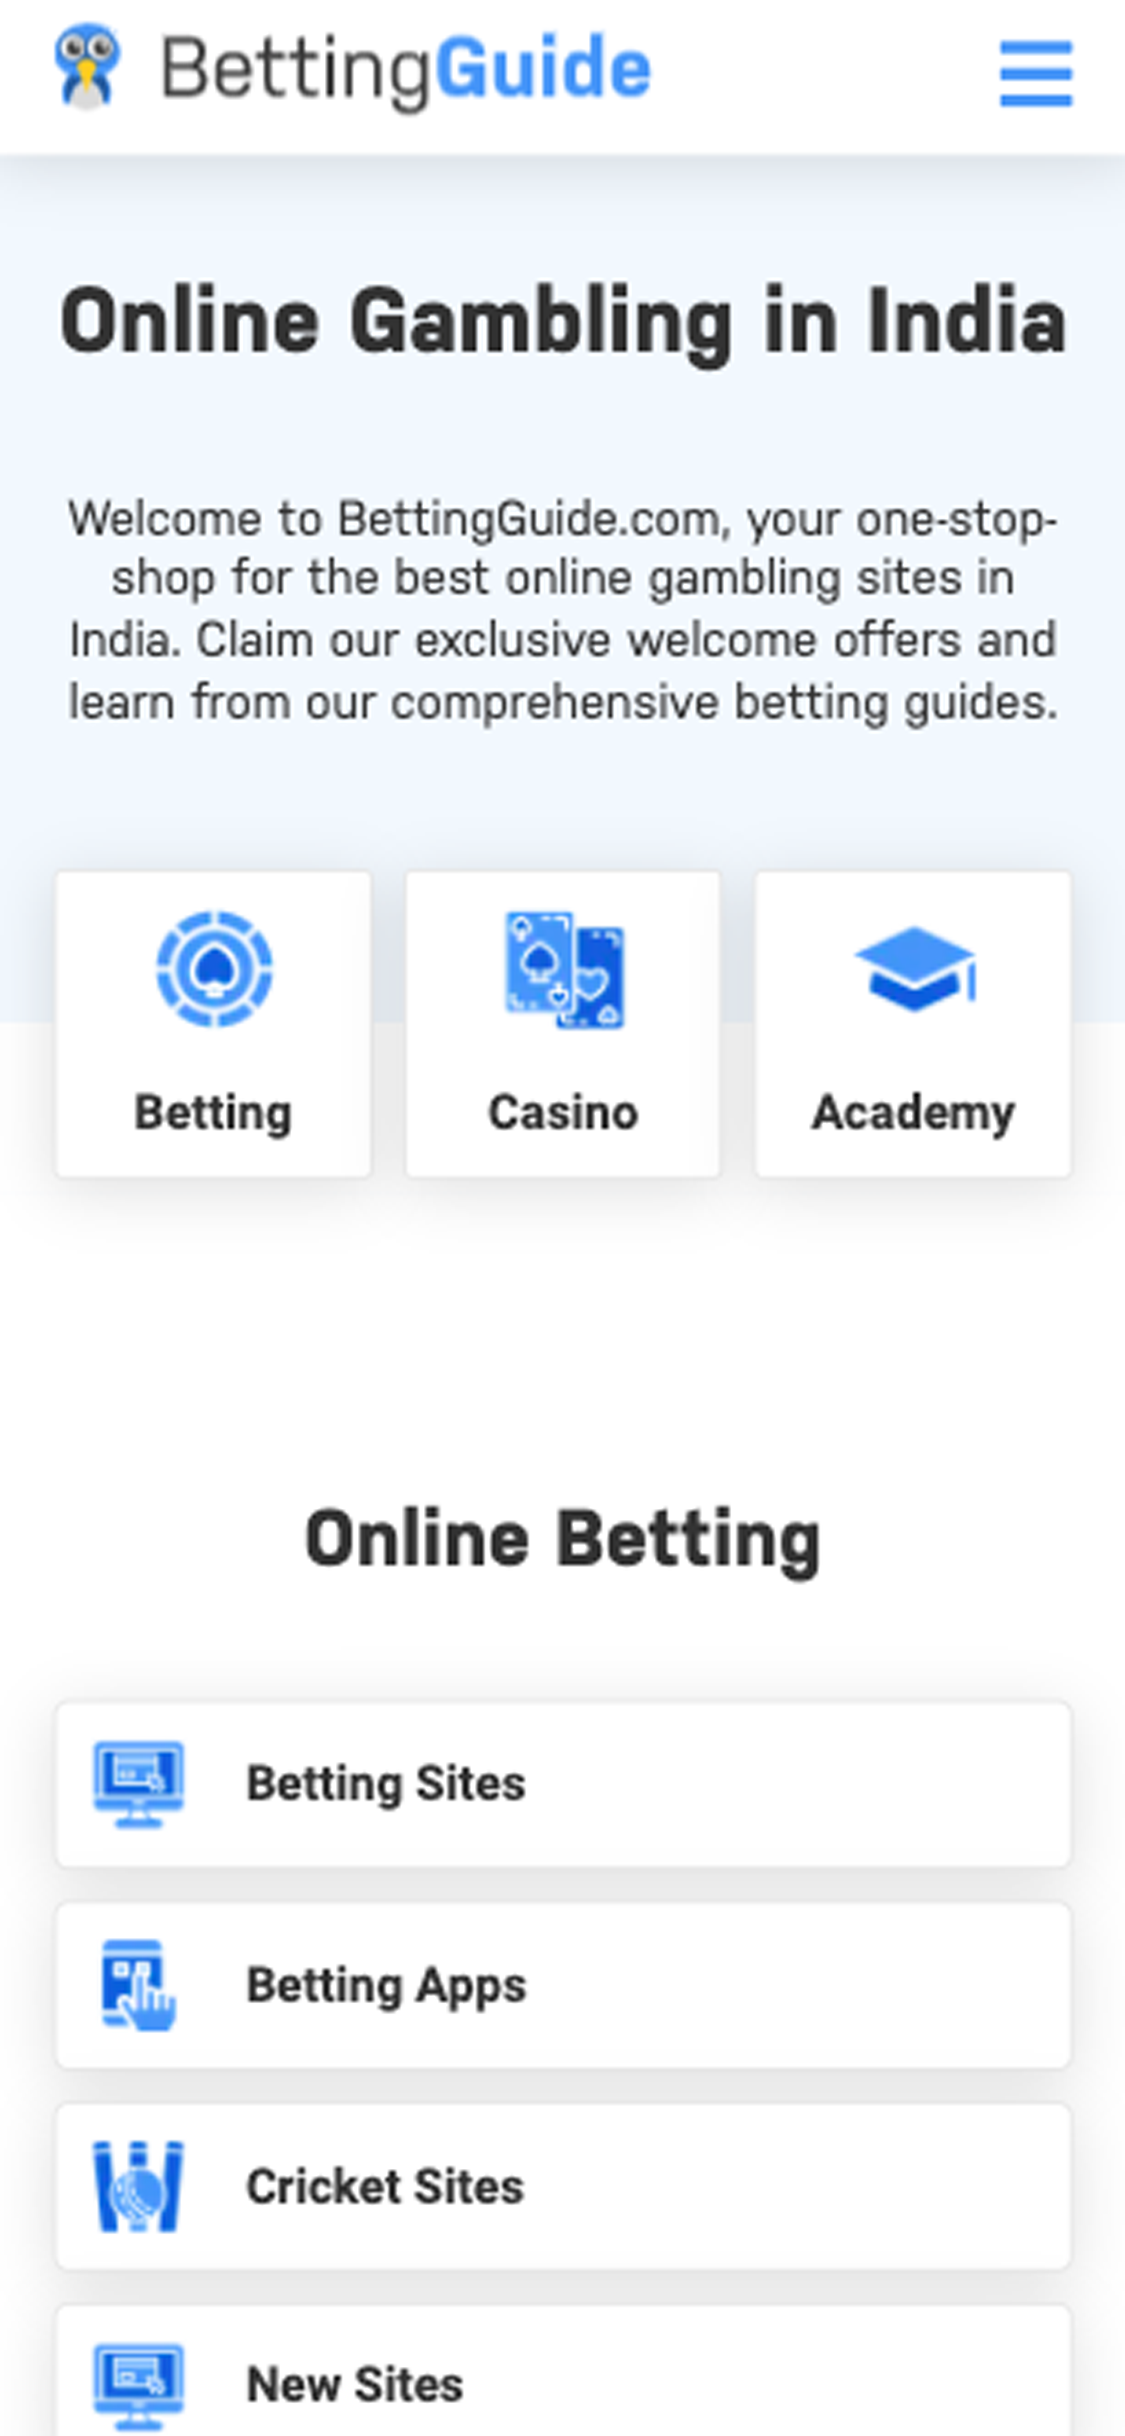 BettingGuide
Online Gambling in India
Welcome to BettingGuide.com, your one-stop-
shop for the best online gambling sites in
India. Claim our exclusive welcome offers and
learn from our comprehensive betting guides.
Betting
Casino
Academy
Online Betting
Betting Sites
Betting Apps
Cricket Sites
New Sites